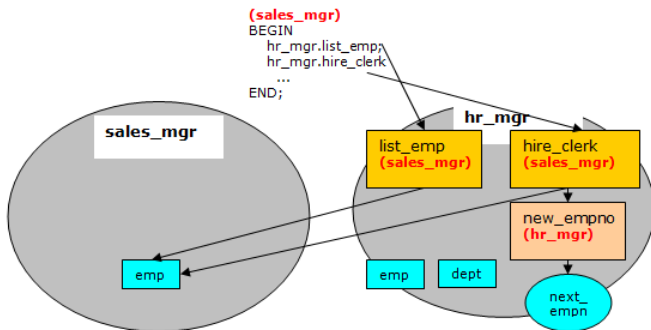 (sales_mgr)
BEGIN
hr_mgr.list_emp;
hr_mgr.hire_clerk
...
END;
sales_mgr
hr_mgr
list_emp
(sales_mgr)
hire_clerk
(sales_mgr)
new_empno
(hr_mgr)
emp
emp
dept
next_
empn